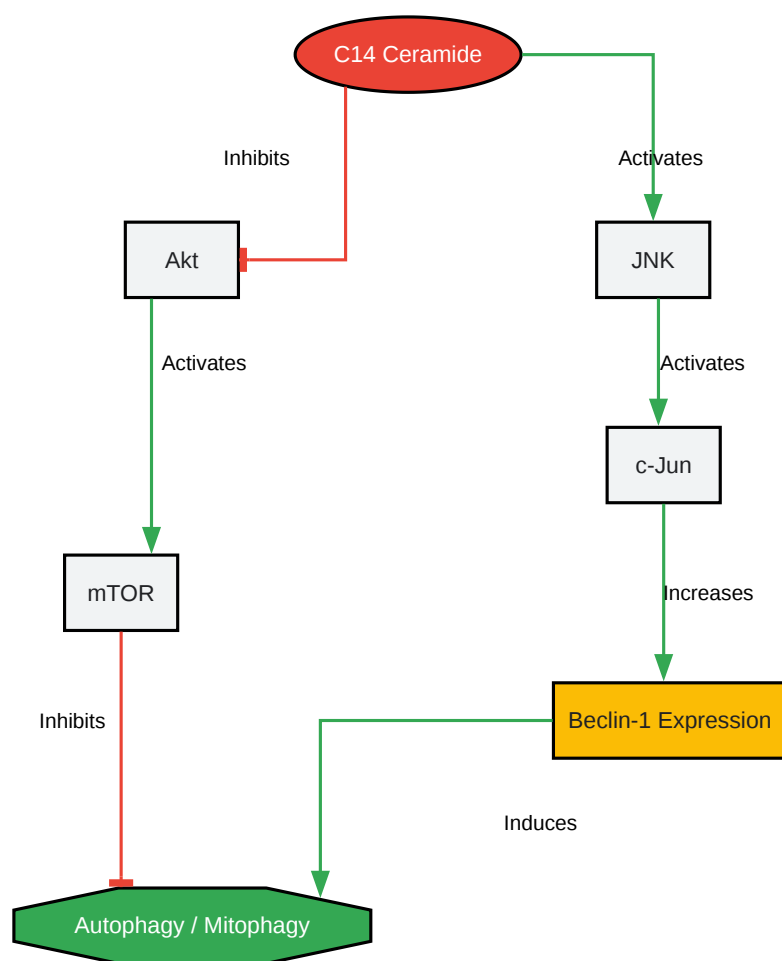 C14 Ceramide
Inhibits
Activates
Akt
JNK
Activates
Activates
c-Jun
mTOR
Increases
Inhibits
Beclin-1 Expression
Induces
Autophagy / Mitophagy